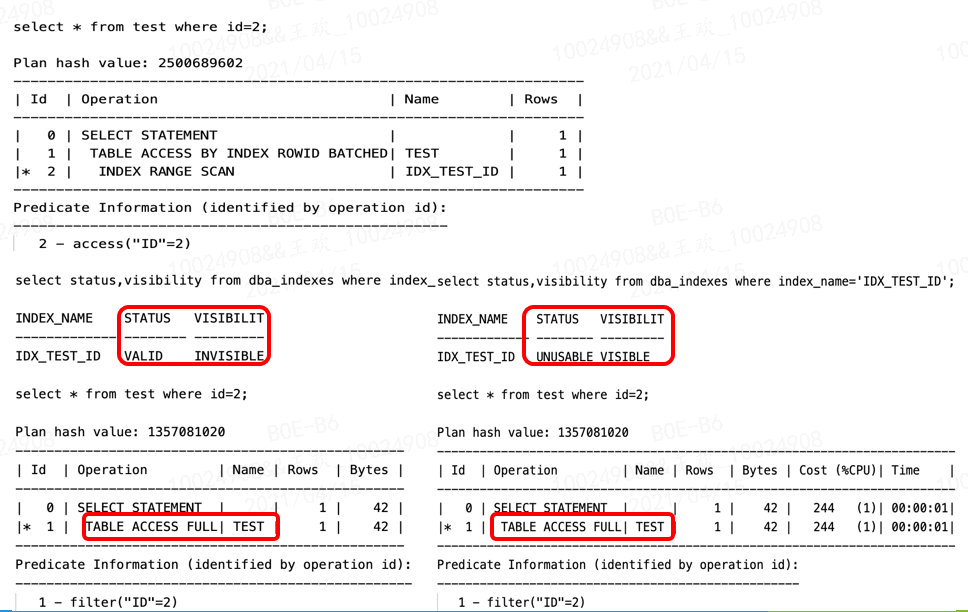 select * from test where id=2;
Plan hash value: 2500689602
------------------------------------------------------------------------
| Id  | Operation                            | Name        | Rows  |
------------------------------------------------------------------------
|   0 | SELECT STATEMENT                     |             |     1 |
|   1 |  TABLE ACCESS BY INDEX ROWID BATCHED| TEST        |     1 |
|*  2 |   INDEX RANGE SCAN                   | IDX_TEST_ID |     1 |
------------------------------------------------------------------------
Predicate Information (identified by operation id):
------------------------------------------------------
2 - access("ID"=2)
select status,visibility from dba_indexes where index_
INDEX_NAME STATUS VISIBILIT
------------- -------- ---------
IDX_TEST_ID VALID INVISIBLE
select * from test where id=2;
Plan hash value: 1357081020
--------------------------------------------------
| Id  | Operation         | Name | Rows  | Bytes |
--------------------------------------------------
|   0 | SELECT STATEMENT  |      |     1 |    42 |
|*  1 |  TABLE ACCESS FULL| TEST |     1 |    42 |
--------------------------------------------------
Predicate Information (identified by operation id):
---------------------------------------------------
1 - filter("ID"=2)
select status,visibility from dba_indexes where index_name='IDX_TEST_ID';
INDEX_NAME STATUS VISIBILIT
------------- -------- ---------
IDX_TEST_ID UNUSABLE VISIBLE
select * from test where id=2;
Plan hash value: 1357081020
--------------------------------------------------------------------------
| Id  | Operation         | Name | Rows  | Bytes | Cost (%CPU)| Time     |
--------------------------------------------------------------------------
|   0 | SELECT STATEMENT  |      |     1 |    42 |   244   (1)| 00:00:01|
|*  1 |  TABLE ACCESS FULL| TEST |     1 |    42 |   244   (1)| 00:00:01|
--------------------------------------------------------------------------
Predicate Information (identified by operation id):
---------------------------------------------------
1 - filter("ID"=2)
BOE-B6
10024908&&王欢_10024908
2021/04/15